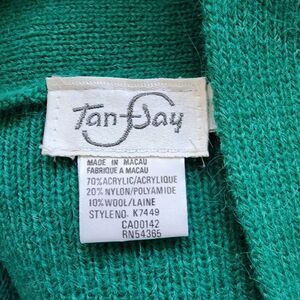 Tan Jay
MADE IN MACAU
FABRIQUE A MACAU
70%ACRYLIC/ACRYLIQUE
20%NYLON/POLYAMIDE
10%WOOL/LAINE
STYLENO. K7449
CA00142
RN54365